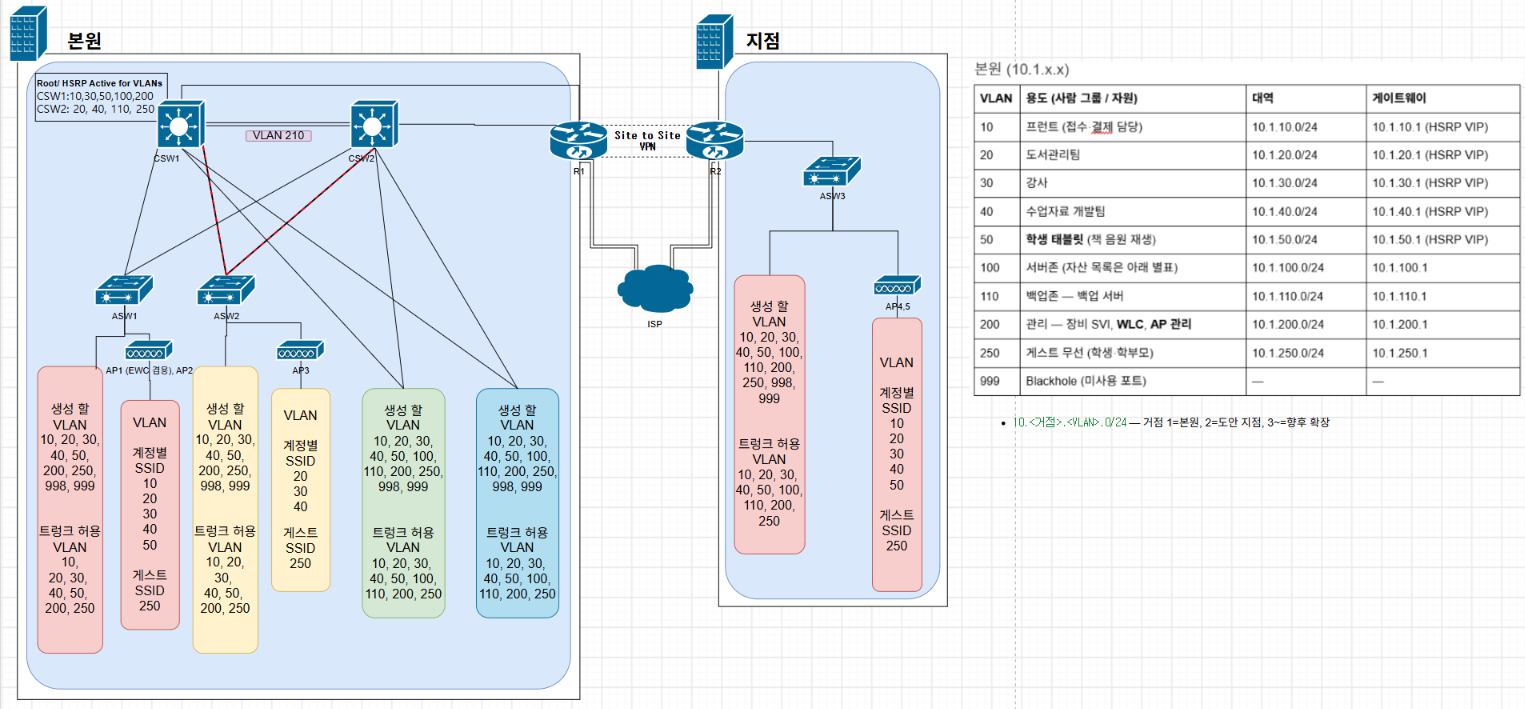 본원
지점
Root/ HSRP Active for VLANs
CSW1:10,30,50,100,200
CSW2: 20, 40, 110, 250
VLAN 210
CSW1
CSW2
Site to Site
VPN
R1
R2
ISP
ASW1
ASW2
ASW3
AP1 (EWC 겸용), AP2
AP3
AP4,5
생성 할
VLAN
10, 20, 30,
40, 50,
200, 250,
998, 999
트렁크 허용
VLAN
10,
20, 30,
40, 50,
200, 250
VLAN
계정별
SSID
10
20
30
40
50
게스트
SSID
250
생성 할
VLAN
10, 20, 30,
40, 50,
200, 250,
998, 999
트렁크 허용
VLAN
10, 20,
30,
40, 50,
200, 250
VLAN
계정별
SSID
20
30
40
게스트
SSID
250
생성 할
VLAN
10, 20, 30,
40, 50, 100,
110, 200, 250,
998, 999
트렁크 허용
VLAN
10, 20, 30,
40, 50, 100,
110, 200, 250
생성 할
VLAN
10, 20, 30,
40, 50, 100,
110, 200, 250,
998, 999
트렁크 허용
VLAN
10, 20, 30,
40, 50, 100,
110, 200, 250
생성 할
VLAN
10, 20, 30,
40, 50, 100,
110, 200,
250, 998,
999
트렁크 허용
VLAN
10, 20, 30,
40, 50, 100,
110, 200,
250
VLAN
계정별
SSID
10
20
30
40
50
게스트
SSID
250
본원 (10.1.x.x)
VLAN 용도 (사람 그룹 / 자원) 대역 게이트웨이
10 프런트 (접수·결제 담당) 10.1.10.0/24 10.1.10.1 (HSRP VIP)
20 도서관리팀 10.1.20.0/24 10.1.20.1 (HSRP VIP)
30 강사 10.1.30.0/24 10.1.30.1 (HSRP VIP)
40 수업자료 개발팀 10.1.40.0/24 10.1.40.1 (HSRP VIP)
50 학생 태블릿 (책 음원 재생) 10.1.50.0/24 10.1.50.1 (HSRP VIP)
100 서버존 (자산 목록은 아래 별표) 10.1.100.0/24 10.1.100.1
110 백업존 — 백업 서버 10.1.110.0/24 10.1.110.1
200 관리 — 장비 SVI, WLC, AP 관리 10.1.200.0/24 10.1.200.1
250 게스트 무선 (학생·학부모) 10.1.250.0/24 10.1.250.1
999 Blackhole (미사용 포트) — —
• 10.<거점>.<VLAN>.0/24 — 거점 1=본원, 2=도안 지점, 3~=향후 확장